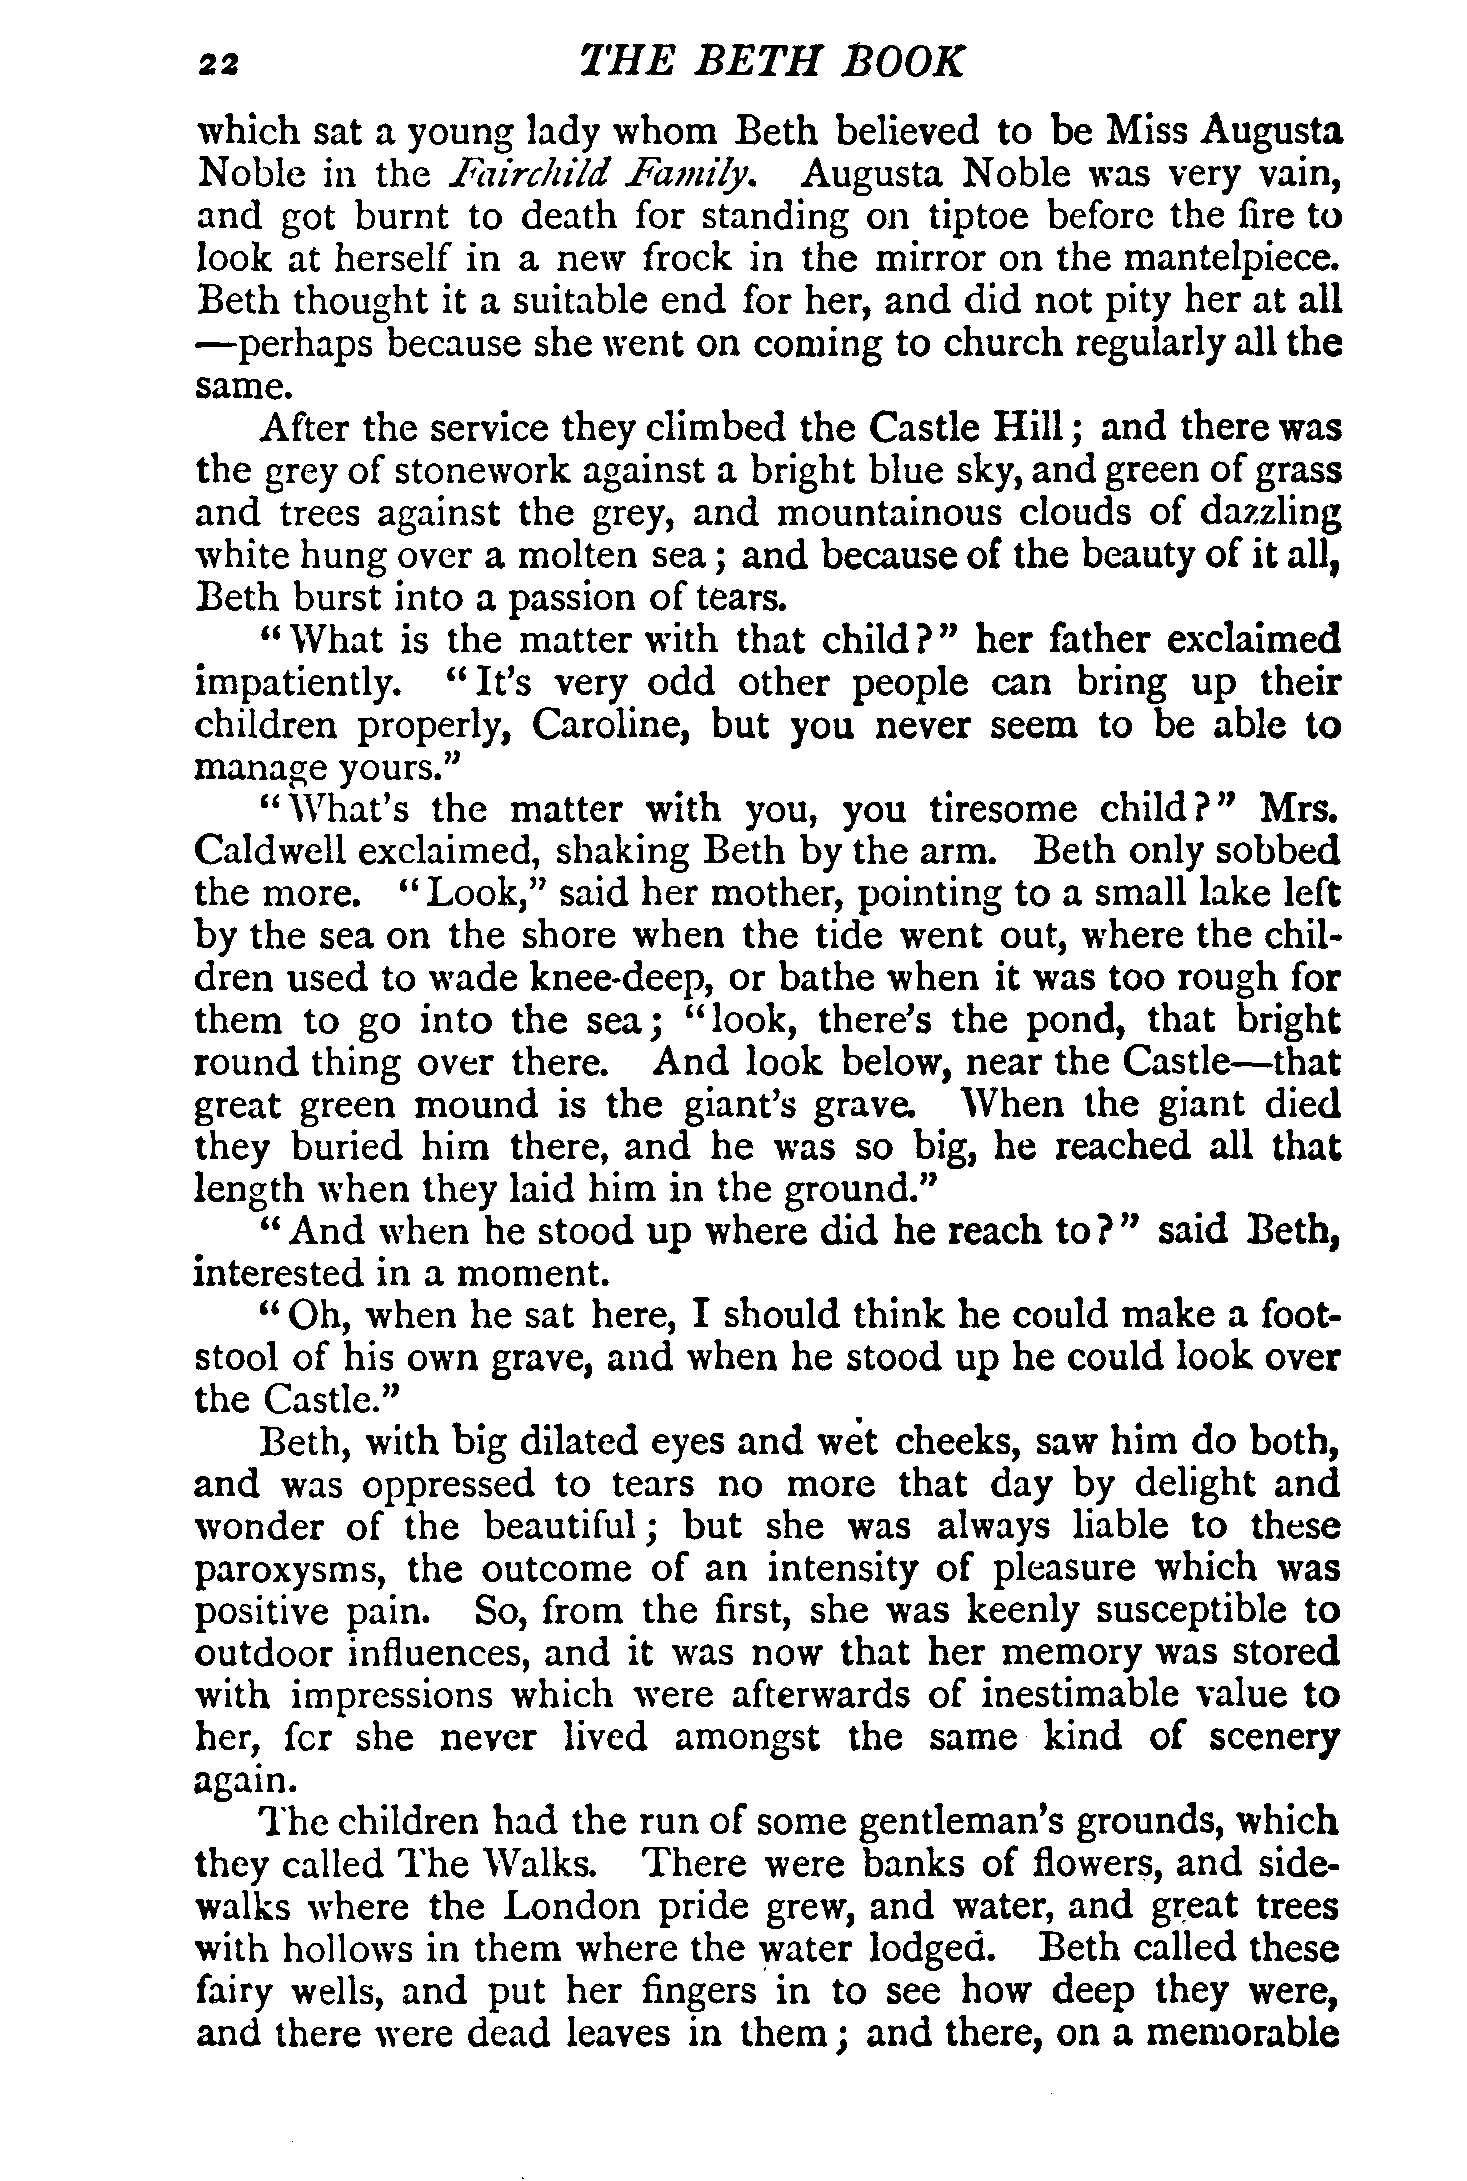 22 THE BETH BOOK
which sat a young lady whom Beth believed to be Miss Augusta
Noble in the Fairchild Family. Augusta Noble was very vain,
and got burnt to death for standing on tiptoe before the fire to
look at herself in a new frock in the mirror on the mantelpiece.
Beth thought it a suitable end for her, and did not pity her at all
—perhaps because she went on coming to church regularly all the
same.
After the service they climbed the Castle Hill; and there was
the grey of stonework against a bright blue sky, and green of grass
and trees against the grey, and mountainous clouds of dazzling
white hung over a molten sea; and because of the beauty of it all,
Beth burst into a passion of tears.
"What is the matter with that child?" her father exclaimed
impatiently. "It's very odd other people can bring up their
children properly, Caroline, but you never seem to be able to
manage yours."
"What's the matter with you, you tiresome child?" Mrs.
Caldwell exclaimed, shaking Beth by the arm. Beth only sobbed
the more. "Look," said her mother, pointing to a small lake left
by the sea on the shore when the tide went out, where the chil-
dren used to wade knee-deep, or bathe when it was too rough for
them to go into the sea; "look, there's the pond, that bright
round thing over there. And look below, near the Castle—that
great green mound is the giant's grave. When the giant died
they buried him there, and he was so big, he reached all that
length when they laid him in the ground."
"And when he stood up where did he reach to?" said Beth,
interested in a moment.
"Oh, when he sat here, I should think he could make a foot-
stool of his own grave, and when he stood up he could look over
the Castle."
Beth, with big dilated eyes and wet cheeks, saw him do both,
and was oppressed to tears no more that day by delight and
wonder of the beautiful; but she was always liable to these
paroxysms, the outcome of an intensity of pleasure which was
positive pain. So, from the first, she was keenly susceptible to
outdoor influences, and it was now that her memory was stored
with impressions which were afterwards of inestimable value to
her, for she never lived amongst the same kind of scenery
again.
The children had the run of some gentleman's grounds, which
they called The Walks. There were banks of flowers, and side-
walks where the London pride grew, and water, and great trees
with hollows in them where the water lodged. Beth called these
fairy wells, and put her fingers in to see how deep they were,
and there were dead leaves in them; and there, on a memorable